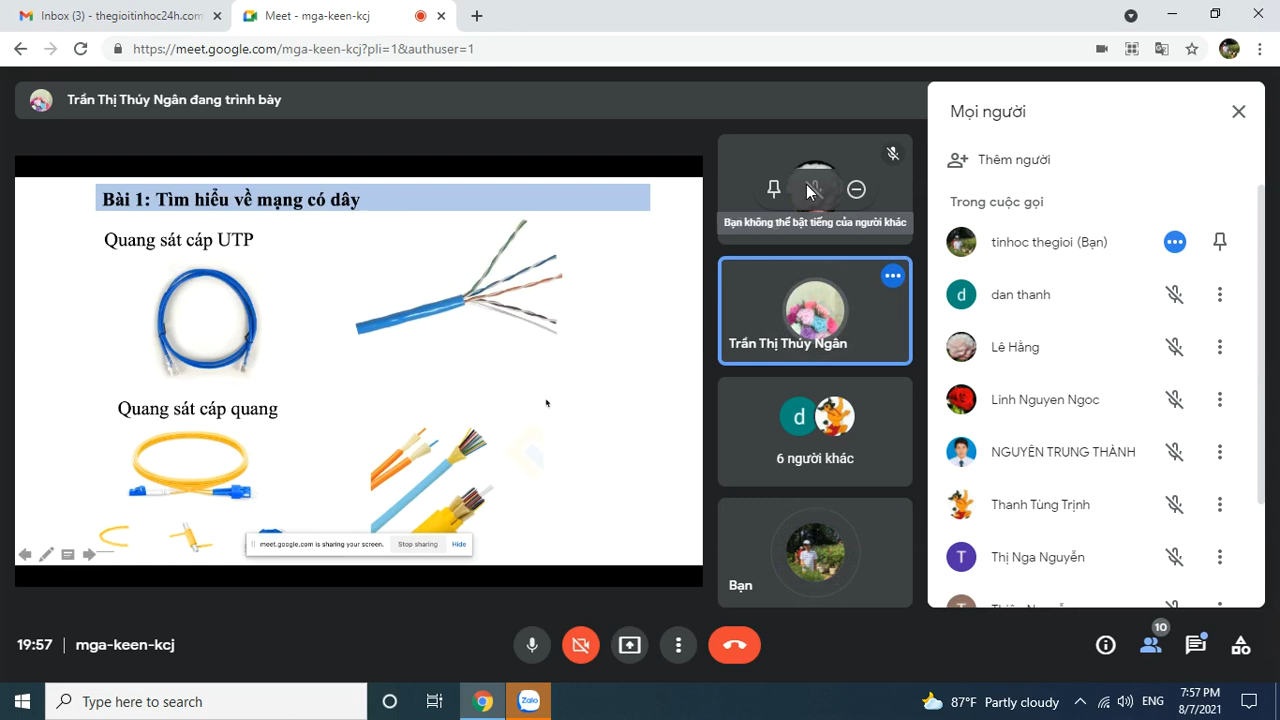 Inbox (3) - thegioitinhoc24h.com
Meet - mga-keen-kcj
https://meet.google.com/mga-keen-kcj?pli=1&authuser=1
Trần Thị Thúy Ngân đang trình bày
Bài 1: Tìm hiểu về mạng có dây
Quang sát cáp UTP
Quang sát cáp quang
meet.google.com is sharing your screen.
Stop sharing
Hide
Bạn không thể bật tiếng của người khác
Trần Thị Thúy Ngân
d
6 người khác
Bạn
Mọi người
Thêm người
Trong cuộc gọi
tinhoc thegioi (Bạn)
d
dan thanh
Lê Hằng
Linh Nguyen Ngoc
NGUYÊN TRUNG THÀNH
Thanh Tùng Trịnh
T
Thị Nga Nguyễn
19:57
mga-keen-kcj
10
Type here to search
Zalo
87°F Partly cloudy
ENG
7:57 PM
8/7/2021